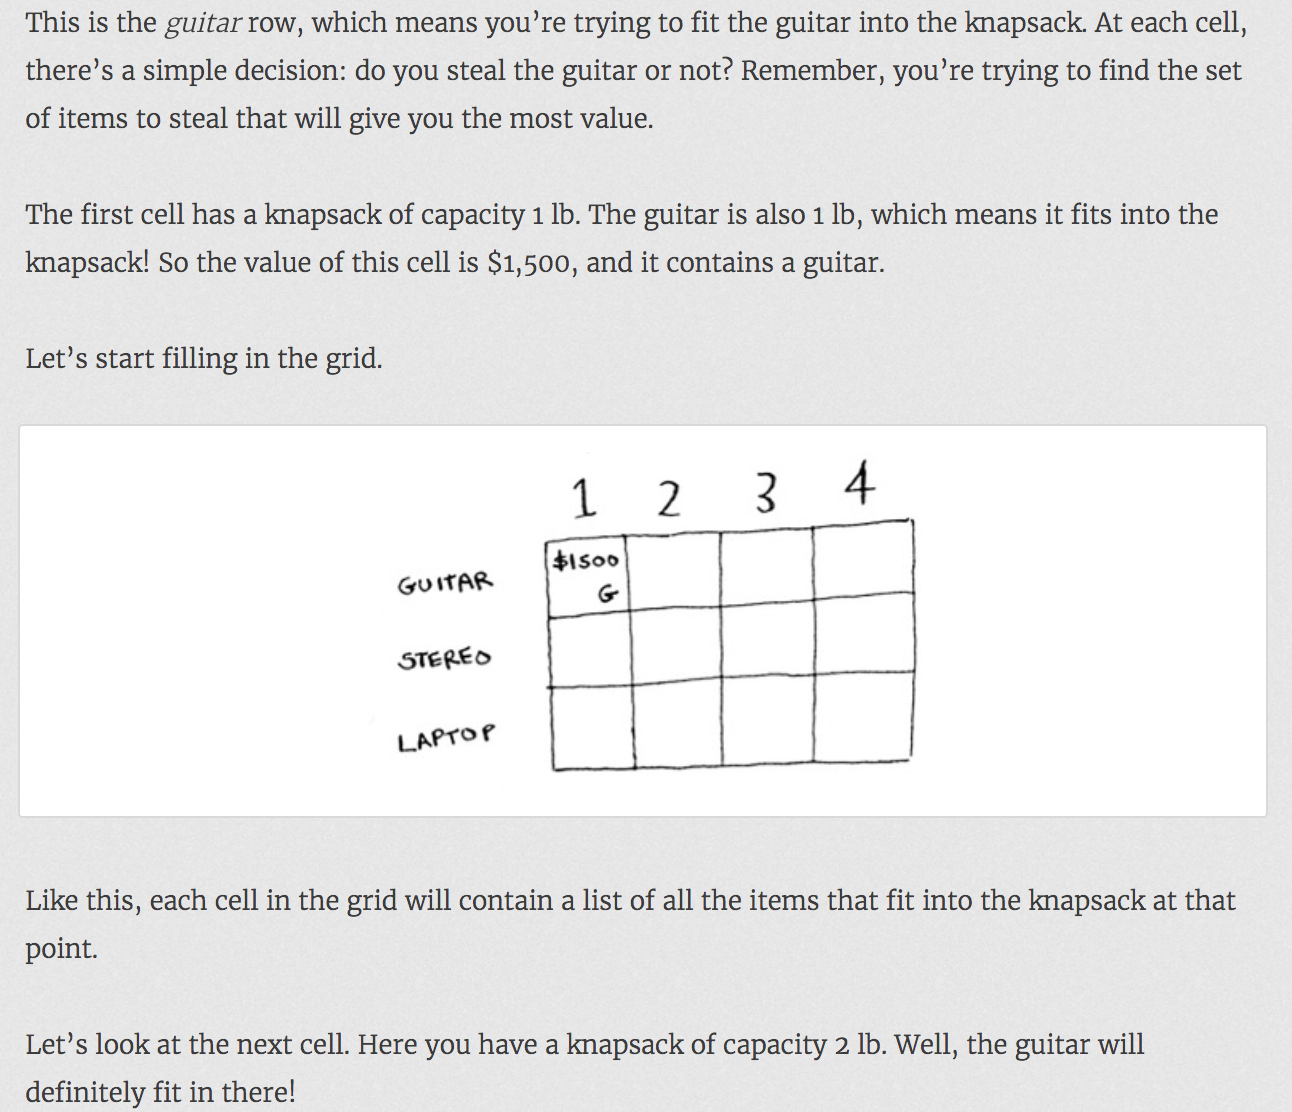 This is the guitar row, which means you’re trying to fit the guitar into the knapsack. At each cell,
there’s a simple decision: do you steal the guitar or not? Remember, you’re trying to find the set
of items to steal that will give you the most value.
The first cell has a knapsack of capacity 1 lb. The guitar is also 1 lb, which means it fits into the
knapsack! So the value of this cell is $1,500, and it contains a guitar.
Let’s start filling in the grid.
1 2 3 4
$1500
GUITAR G
STEREO
LAPTOP
Like this, each cell in the grid will contain a list of all the items that fit into the knapsack at that
point.
Let’s look at the next cell. Here you have a knapsack of capacity 2 lb. Well, the guitar will
definitely fit in there!